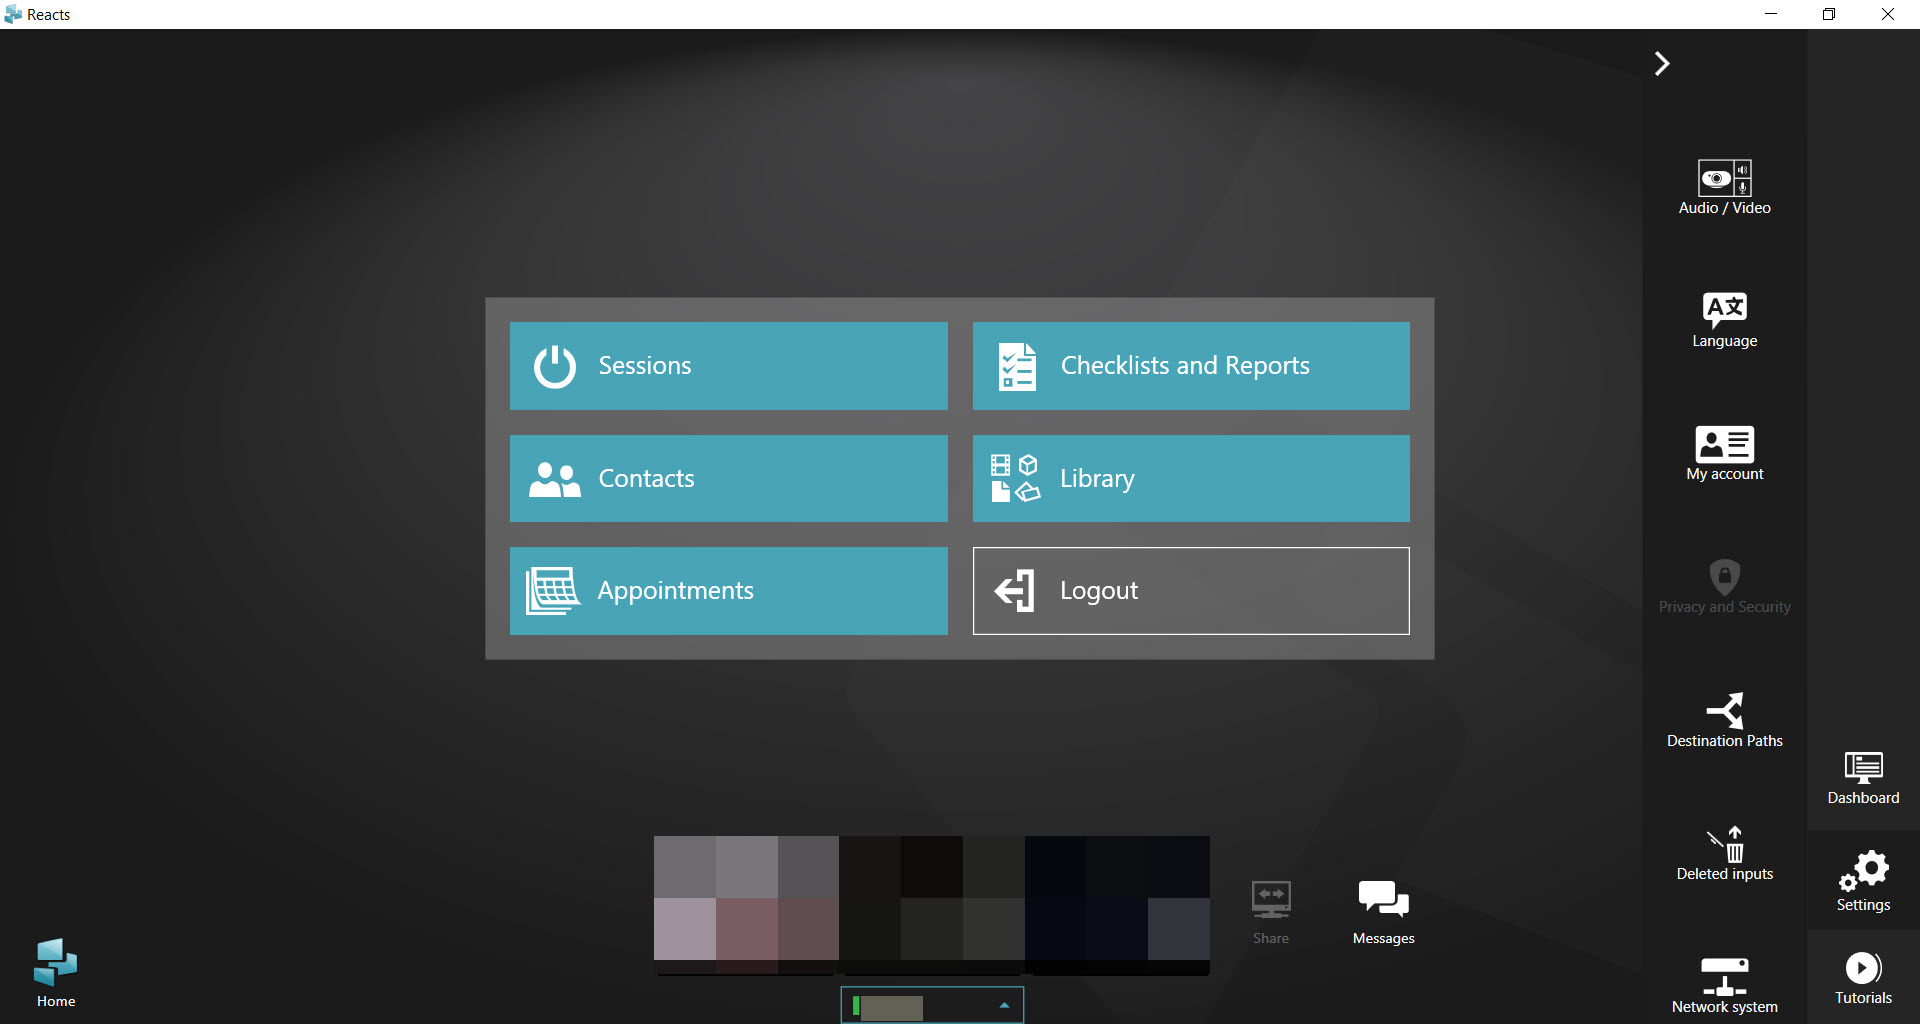 Reacts
Audio / Video
Language
My account
Privacy and Security
Destination Paths
Deleted inputs
Network system
Dashboard
Settings
Tutorials
Sessions
Checklists and Reports
Contacts
Library
Appointments
Logout
Share
Messages
Home